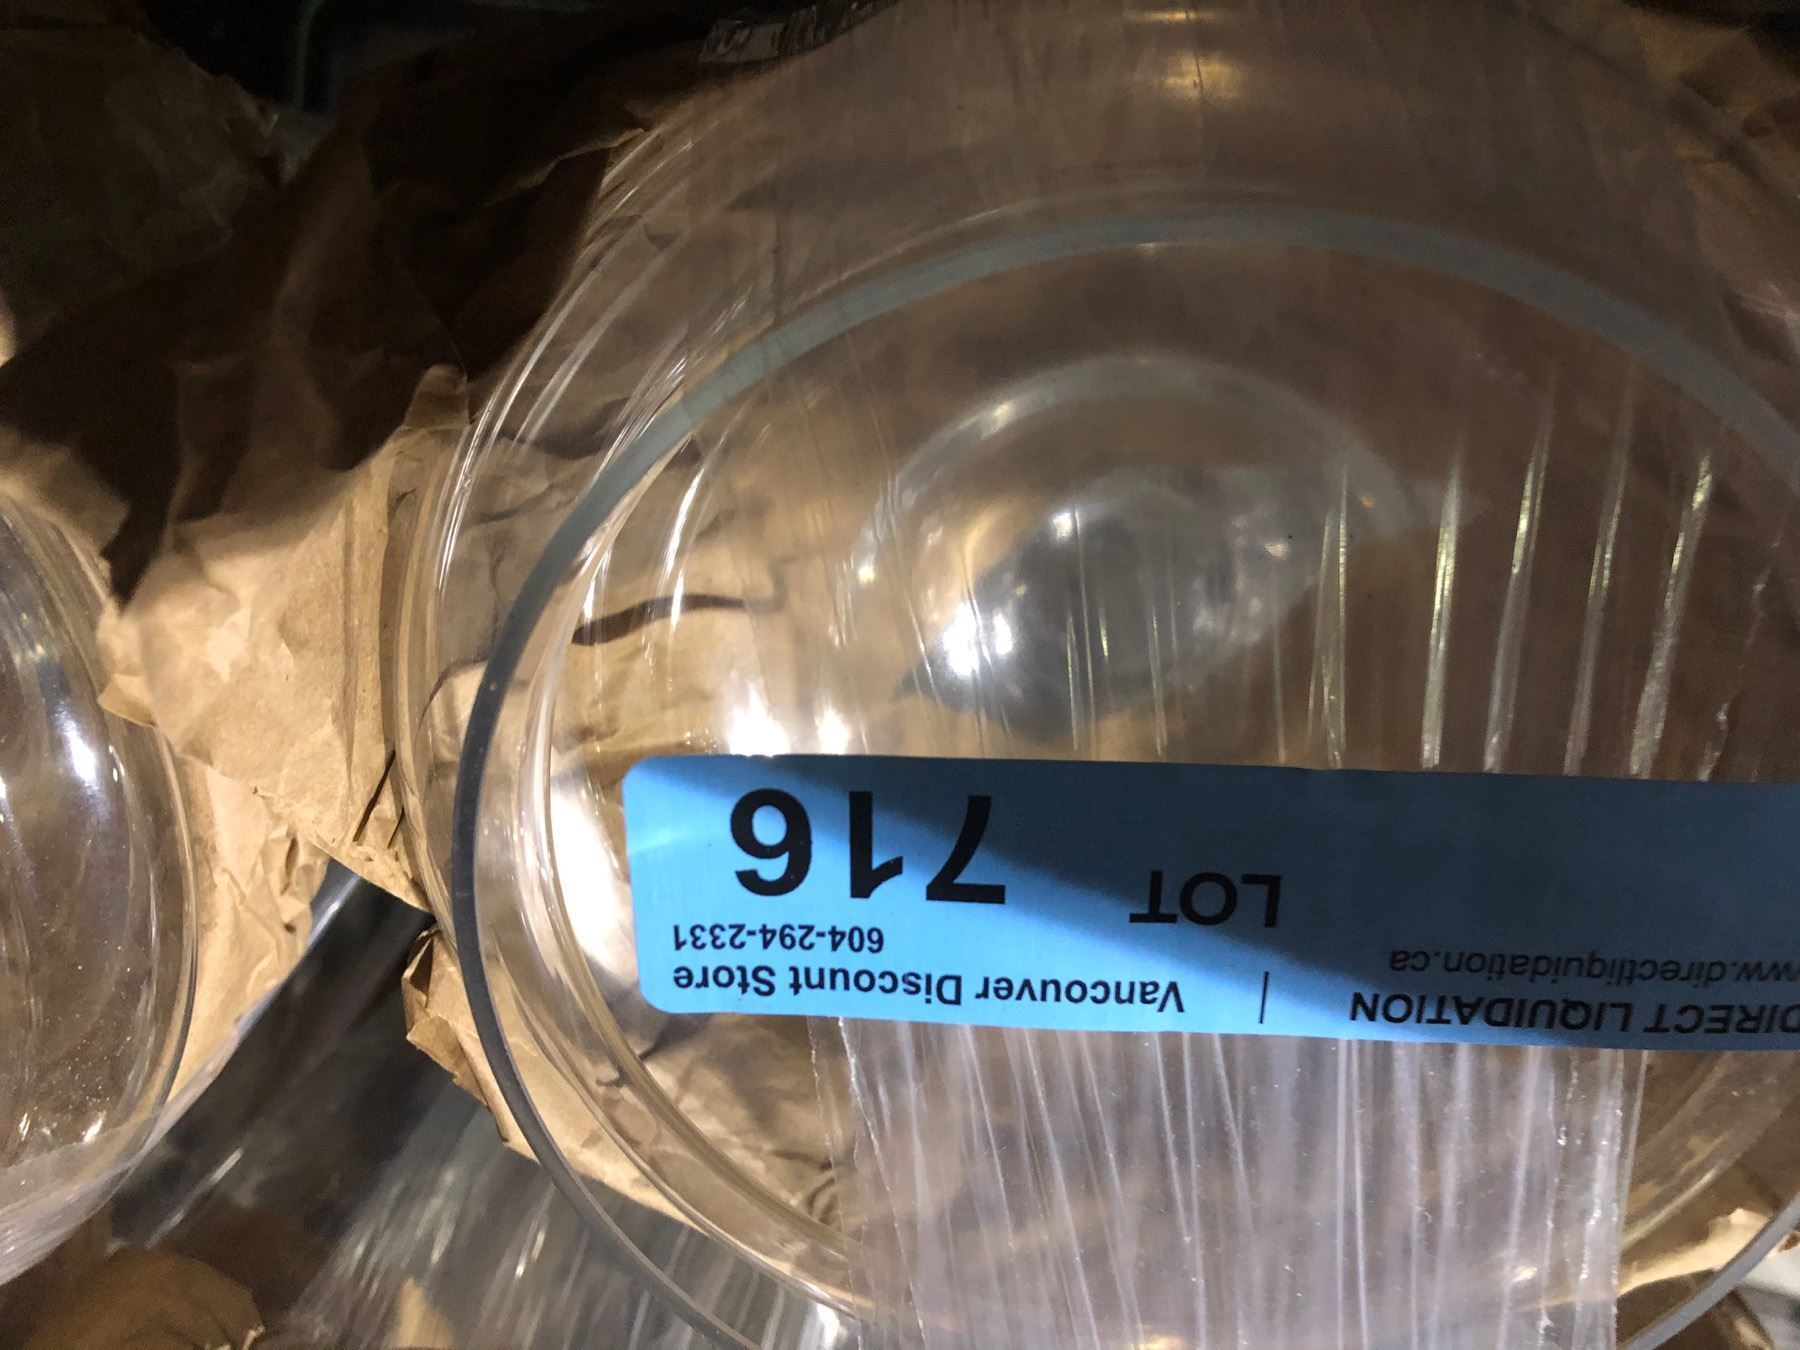 DIRECT LIQUIDATION | Vancouver Discount Store
www.directliquidation.ca 604-294-2331
LOT 716